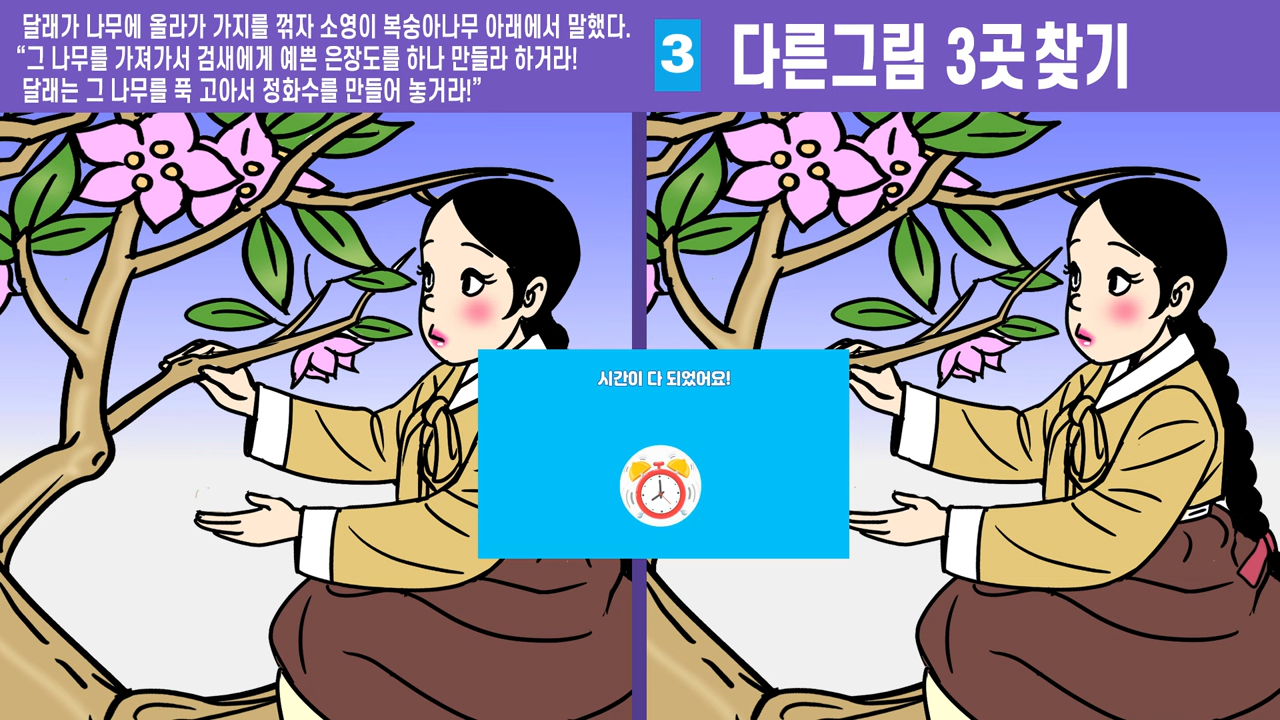 달래가 나무에 올라가 가지를 꺾자 소영이 복숭아나무 아래에서 말했다.
“그 나무를 가져가서 검새에게 예쁜 은장도를 하나 만들라 하거라!
달래는 그 나무를 푹 고아서 정화수를 만들어 놓거라!”
3 다른그림 3곳 찾기
시간이 다 되었어요!